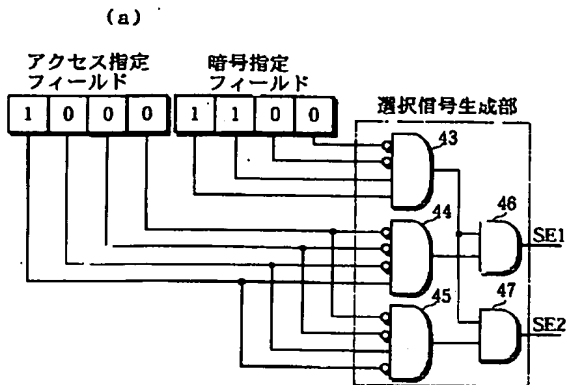 (a)
アクセス指定
フィールド
暗号指定
フィールド
1 0 0 0 1 1 0 0
選択信号生成部
43
44
46
SE1
45
47
SE2